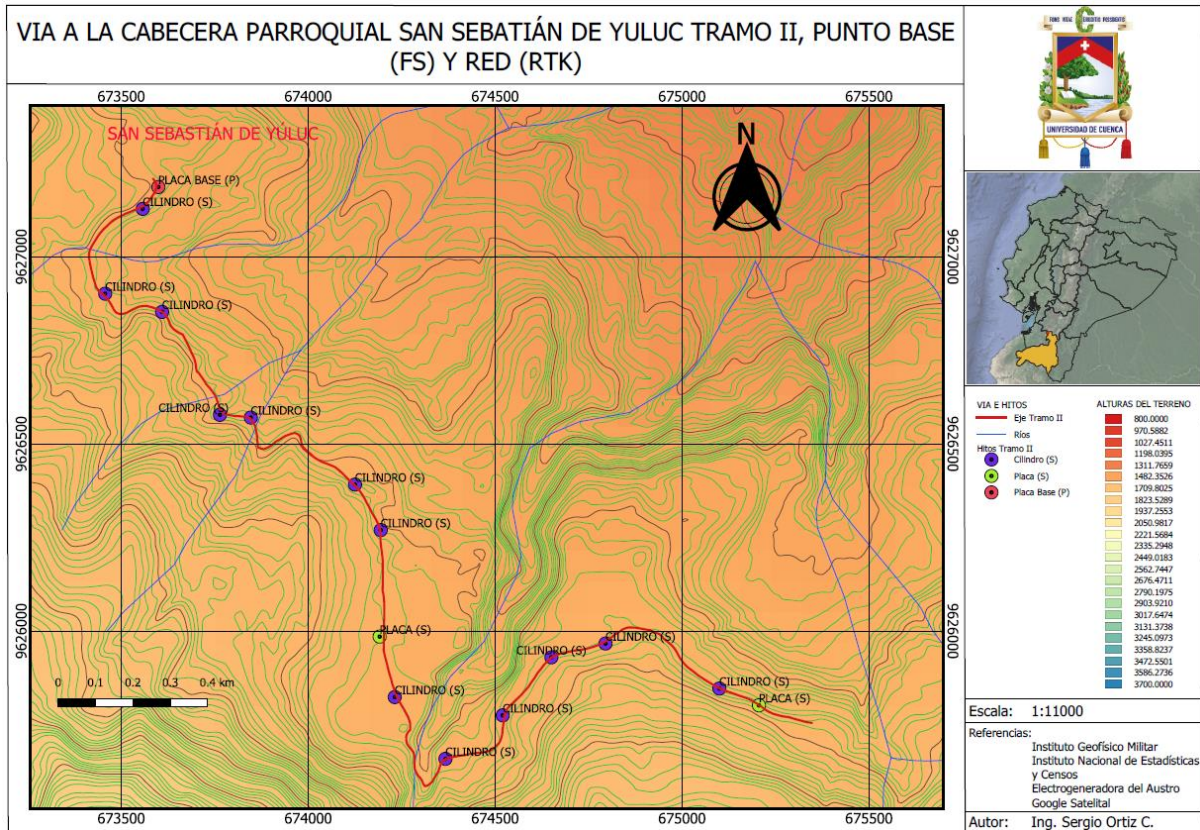 VIA A LA CABECERA PARROQUIAL SAN SEBATIÁN DE YULUC TRAMO II, PUNTO BASE
(FS) Y RED (RTK)
673500 674000 674500 675000 675500
SAN SEBASTIÁN DE YÚLUC
N
PLACA BASE (P)
CILINDRO (S)
9627000
9627000
CILINDRO (S)
CILINDRO (S)
CILINDRO (S)
CILINDRO (S)
9626500
9626500
CILINDRO (S)
CILINDRO (S)
PLACA (S)
9626000
9626000
CILINDRO (S)
CILINDRO (S)
CILINDRO (S)
PLACA (S)
CILINDRO (S)
CILINDRO (S)
CILINDRO (S)
0 0.1 0.2 0.3 0.4 km
673500 674000 674500 675000 675500
UNIVERSIDAD DE CUENCA
VIA E HITOS
Eje Tramo II
Ríos
Hitos Tramo II
Cilindro (S)
Placa (S)
Placa Base (P)
ALTURAS DEL TERRENO
800.0000
970.5882
1027.4511
1198.0395
1311.7659
1482.3526
1709.8025
1823.5289
1937.2553
2050.9817
2221.5684
2335.2948
2449.0183
2562.7447
2676.4711
2790.1975
2903.9210
3017.6474
3131.3738
3245.0973
3358.8237
3472.5501
3586.2736
3700.0000
Escala: 1:11000
Referencias:
Instituto Geofísico Militar
Instituto Nacional de Estadísticas
y Censos
Electrogeneradora del Austro
Google Satelital
Autor: Ing. Sergio Ortiz C.